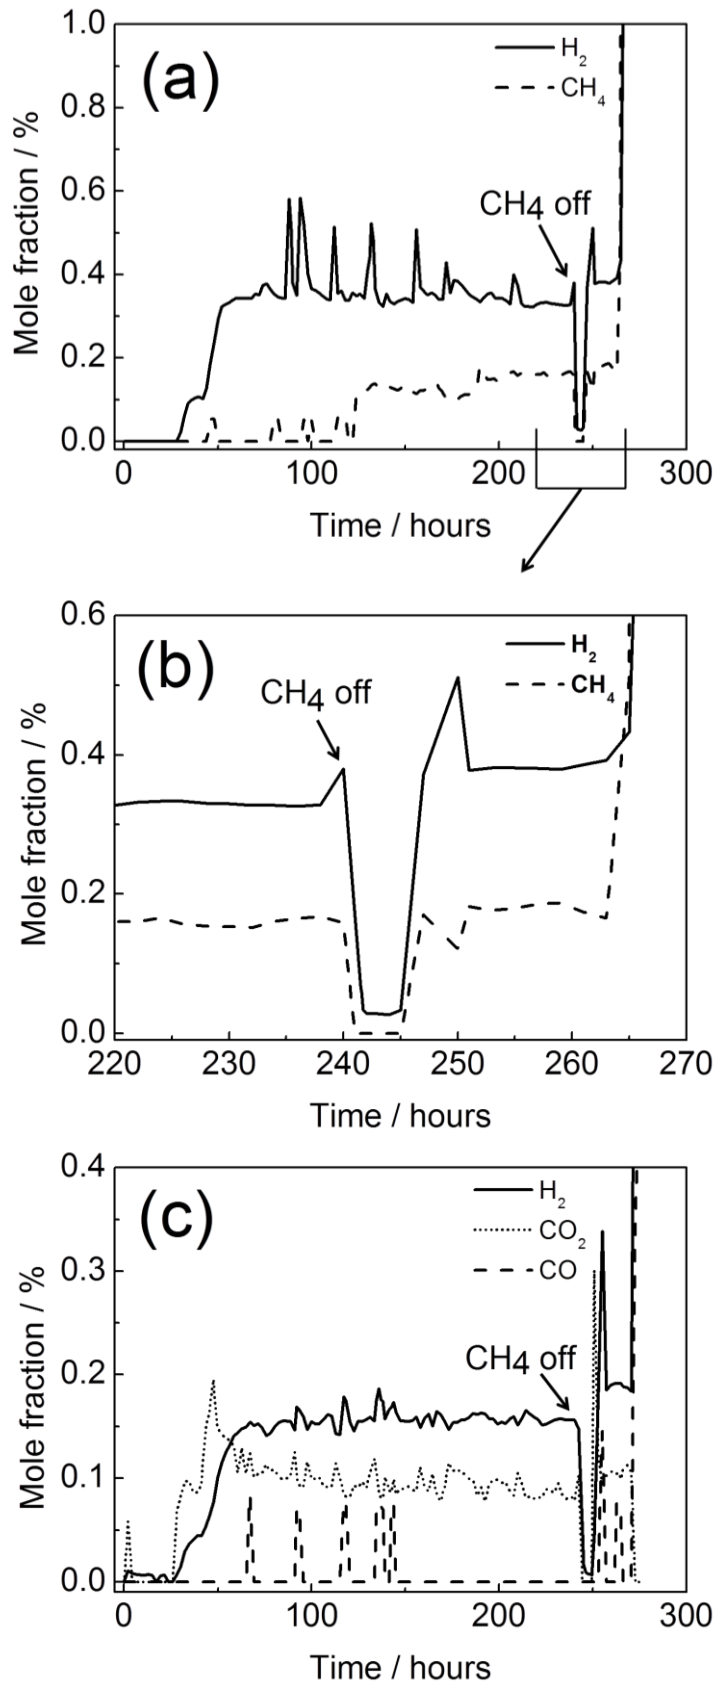 (a)
H2
CH4
CH4 off
Mole fraction / %
1.0
0.8
0.6
0.4
0.2
0.0
0 100 200 300
Time / hours
(b)
H2
CH4
CH4 off
Mole fraction / %
0.6
0.4
0.2
0.0
220 230 240 250 260 270
Time / hours
(c)
H2
CO2
CO
CH4 off
Mole fraction / %
0.4
0.3
0.2
0.1
0.0
0 100 200 300
Time / hours